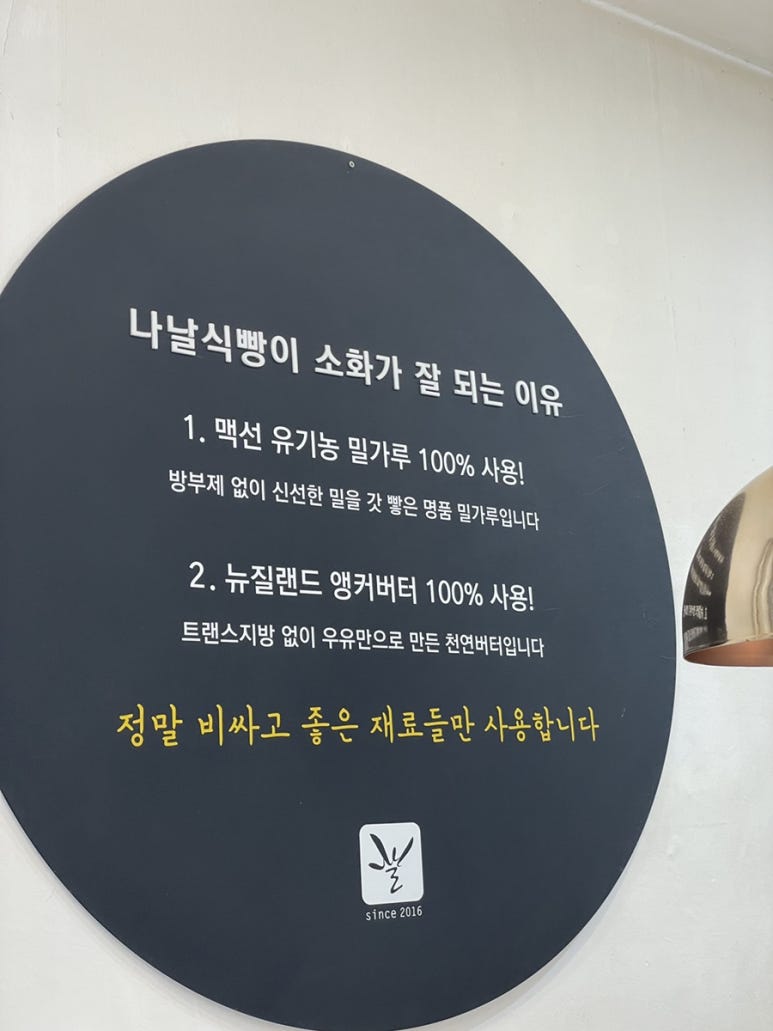 나날식빵이 소화가 잘 되는 이유
1. 맥선 유기농 밀가루 100% 사용!
방부제 없이 신선한 밀을 갓 빻은 명품 밀가루입니다
2. 뉴질랜드 앵커버터 100% 사용!
트랜스지방 없이 우유만으로 만든 천연버터입니다
정말 비싸고 좋은 재료들만 사용합니다
since 2016